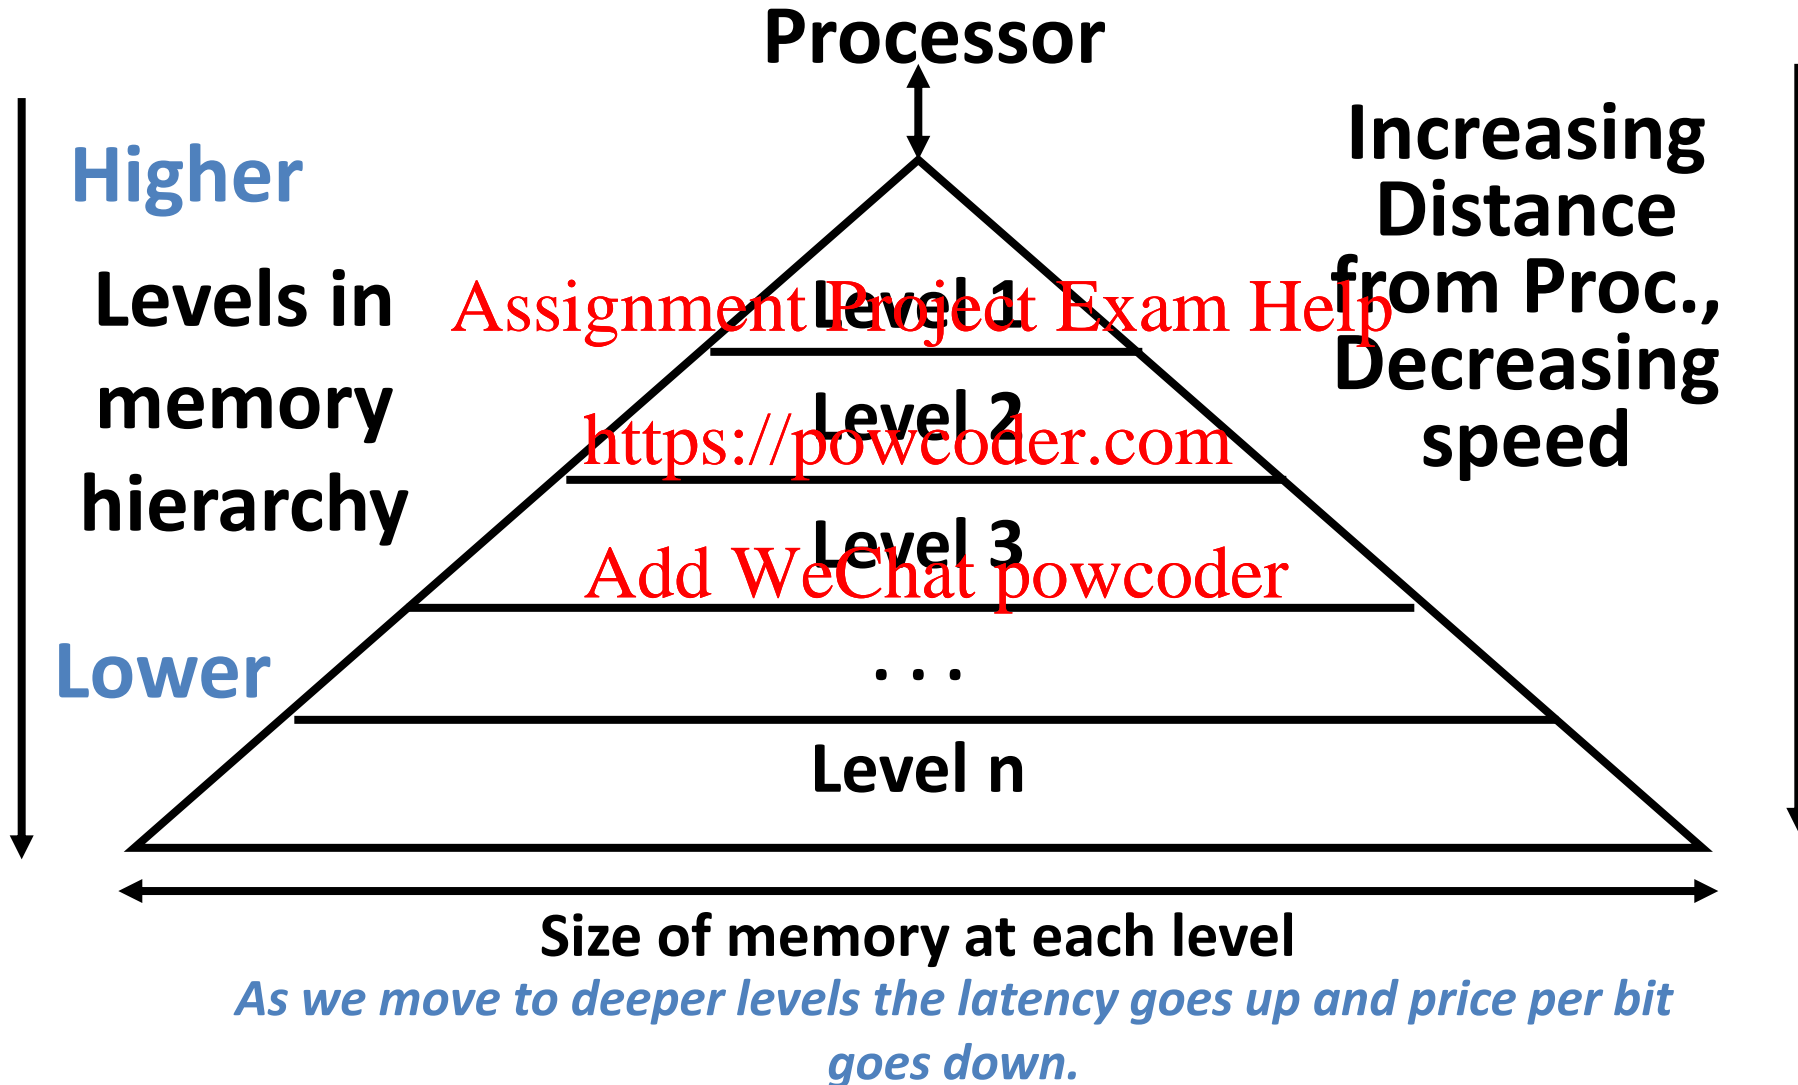 Processor
Higher
Levels in
memory
hierarchy
Lower
Increasing
Distance
from Proc.,
Decreasing
speed
Level 1
Assignment Project Exam Help
Level 2
https://powcoder.com
Level 3
Add WeChat powcoder
. . .
Level n
Size of memory at each level
As we move to deeper levels the latency goes up and price per bit
goes down.